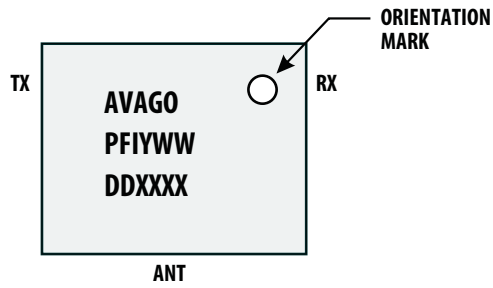 ORIENTATION
MARK
TX
RX
AVAGO
PFIYWW
DDXXXX
ANT